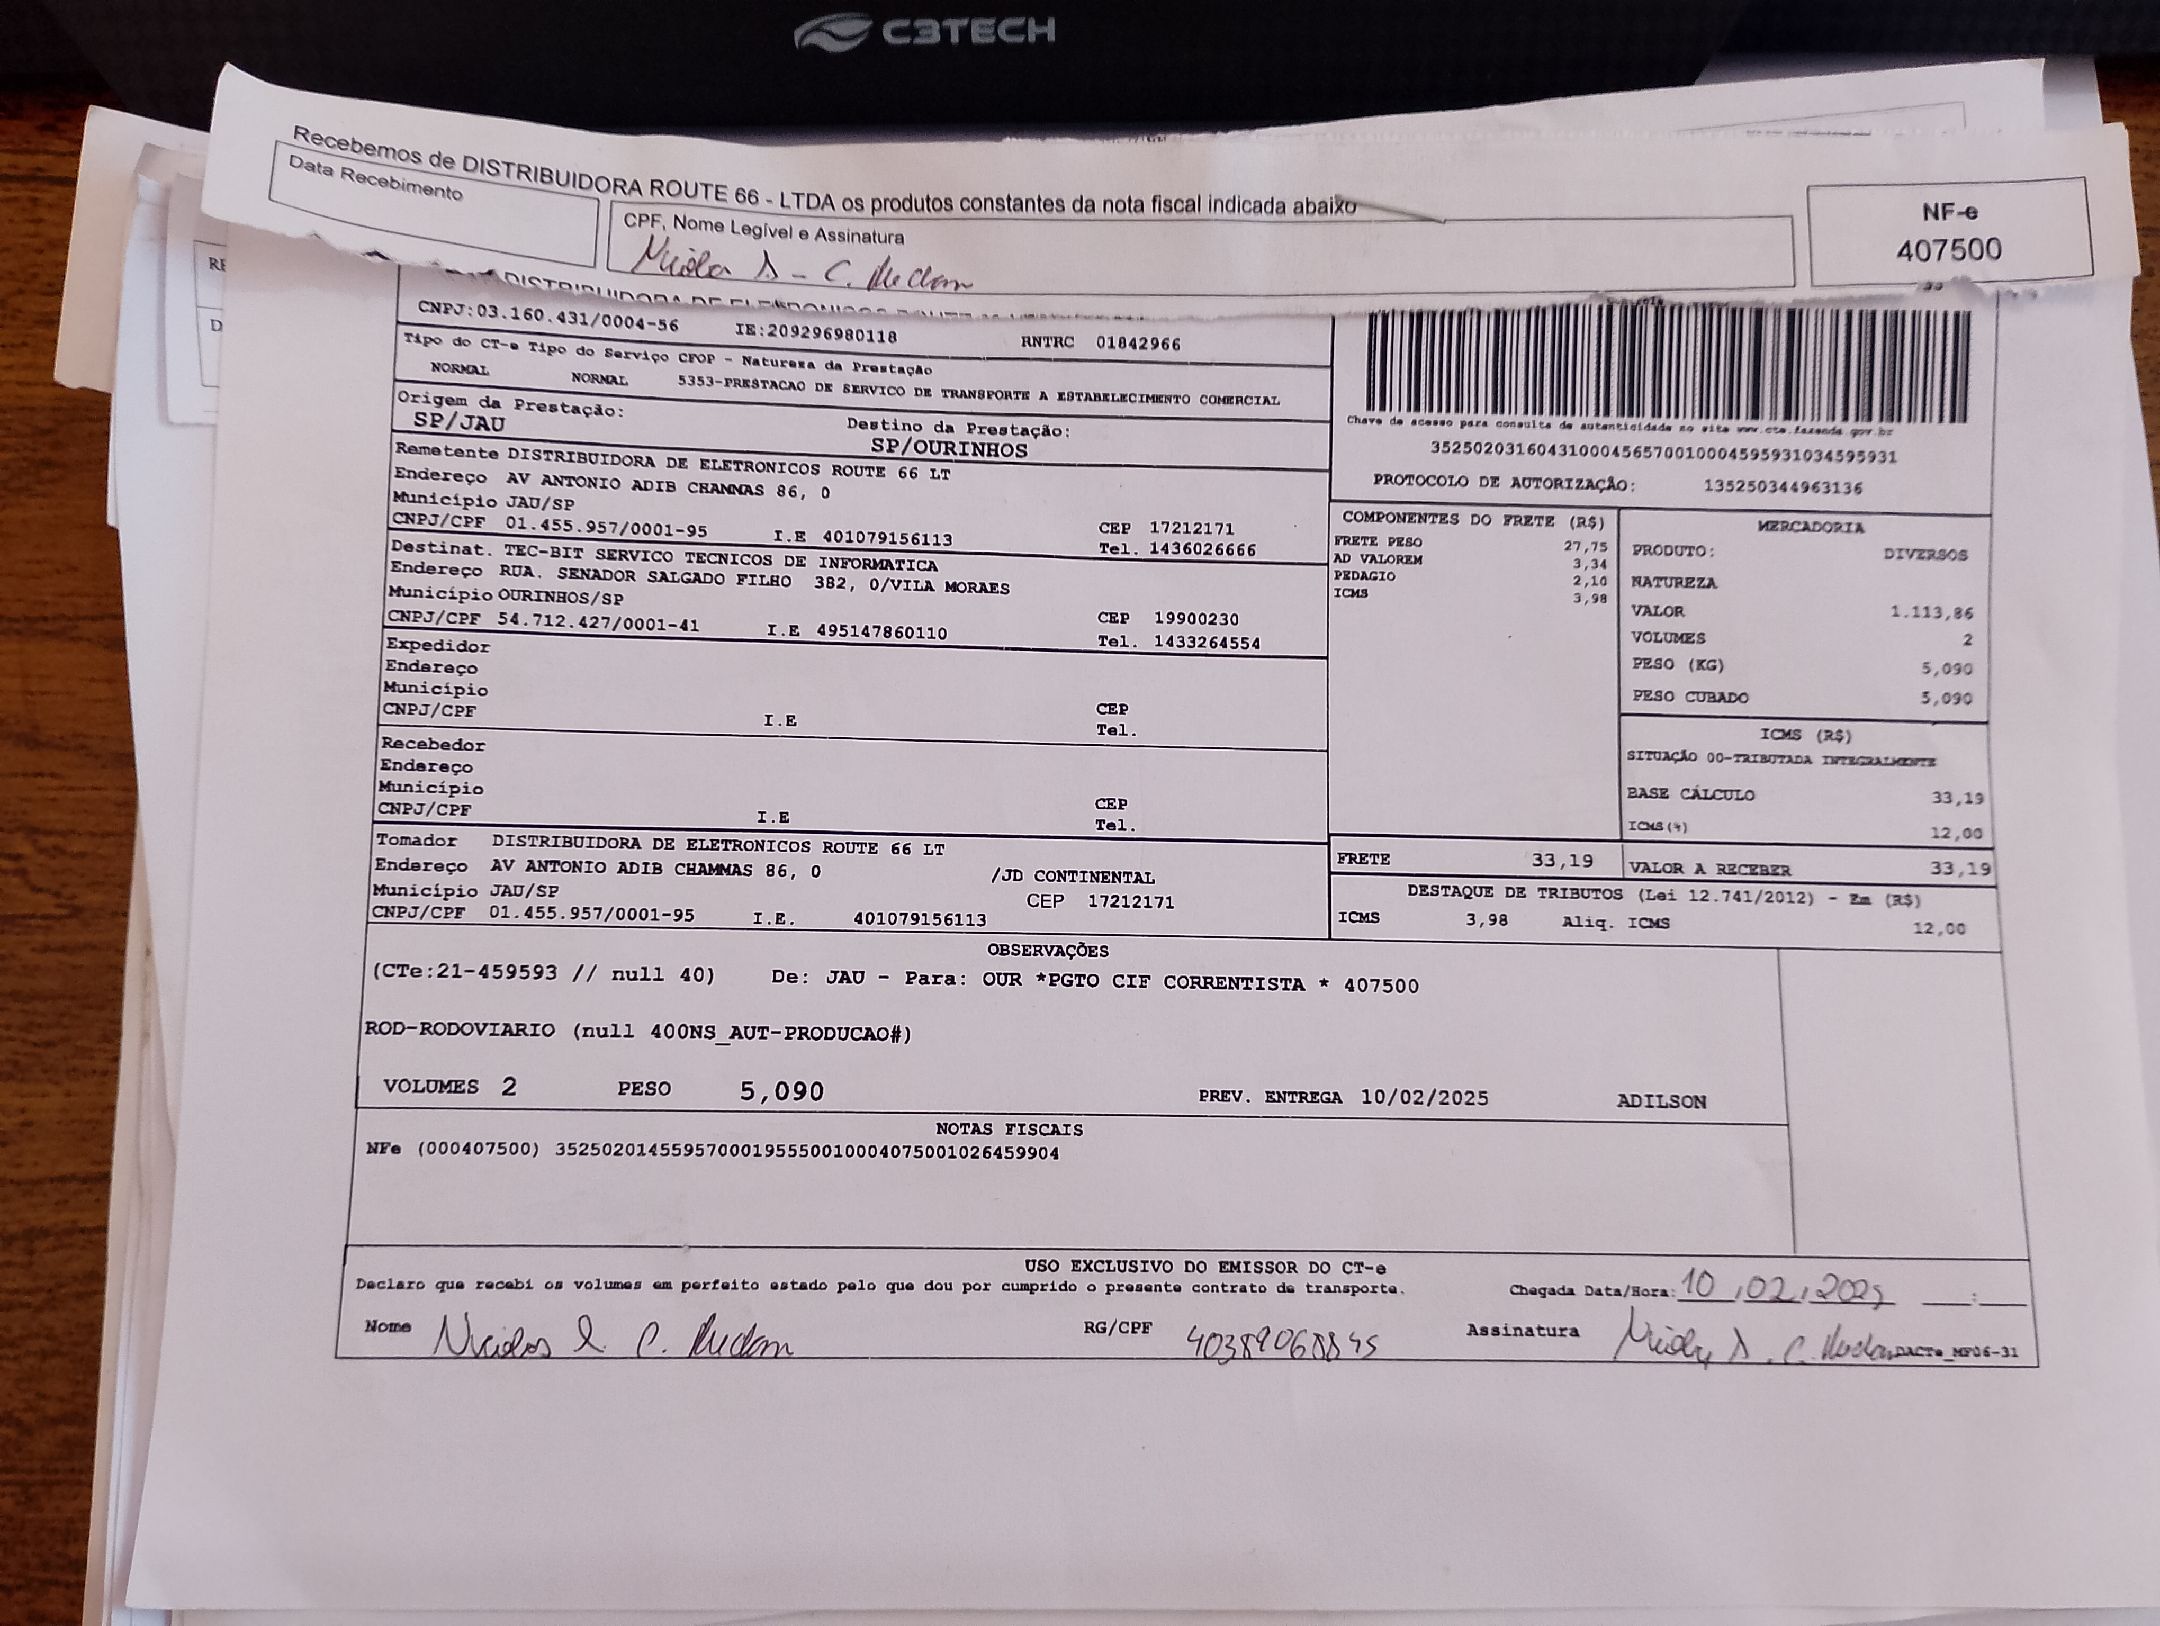 C3TECH
Recebemos de DISTRIBUIDORA ROUTE 66 - LTDA os produtos constantes da nota fiscal indicada abaixo
Data Recebimento
CPF, Nome Legível e Assinatura
NF-e
407500
CNPJ:03.160.431/0004-56 IE:209296980118 RNTRC 01842966
Tipo do CT-e Tipo do Serviço CFOP - Natureza da Prestação
NORMAL NORMAL 5353-PRESTACAO DE SERVICO DE TRANSPORTE A ESTABELECIMENTO COMERCIAL
Origem da Prestação: Destino da Prestação:
SP/JAU SP/OURINHOS
Remetente DISTRIBUIDORA DE ELETRONICOS ROUTE 66 LT
Endereço AV ANTONIO ADIB CHAMMAS 86, 0
Município JAU/SP CEP 17212171
CNPJ/CPF 01.455.957/0001-95 I.E 401079156113 Tel. 1436026666
Destinat. TEC-BIT SERVICO TECNICOS DE INFORMATICA
Endereço RUA. SENADOR SALGADO FILHO 382, 0/VILA MORAES
Município OURINHOS/SP CEP 19900230
CNPJ/CPF 54.712.427/0001-41 I.E 495147860110 Tel. 1433264554
Expedidor
Endereço
Município CEP
CNPJ/CPF I.E Tel.
Recebedor
Endereço
Município CEP
CNPJ/CPF I.E Tel.
Tomador DISTRIBUIDORA DE ELETRONICOS ROUTE 66 LT
Endereço AV ANTONIO ADIB CHAMMAS 86, 0 /JD CONTINENTAL
Município JAU/SP CEP 17212171
CNPJ/CPF 01.455.957/0001-95 I.E. 401079156113
Chave de acesso para consulta de autenticidade no site www.cte.fazenda.gov.br
35250203160431000456570010004595931034595931
PROTOCOLO DE AUTORIZAÇÃO: 135250344963136
COMPONENTES DO FRETE (R$)
FRETE PESO 27,75
AD VALOREM 3,34
PEDAGIO 2,10
ICMS 3,98
MERCADORIA
PRODUTO: DIVERSOS
NATUREZA
VALOR 1.113,86
VOLUMES 2
PESO (KG) 5,090
PESO CUBADO 5,090
ICMS (R$)
SITUAÇÃO 00-TRIBUTADA INTEGRALMENTE
BASE CÁLCULO 33,19
ICMS(%) 12,00
FRETE 33,19 VALOR A RECEBER 33,19
DESTAQUE DE TRIBUTOS (Lei 12.741/2012) - Em (R$)
ICMS 3,98 Aliq. ICMS 12,00
OBSERVAÇÕES
(CTe:21-459593 // null 40) De: JAU - Para: OUR *PGTO CIF CORRENTISTA * 407500
ROD-RODOVIARIO (null 400NS_AUT-PRODUCAO#)
VOLUMES 2 PESO 5,090 PREV. ENTREGA 10/02/2025 ADILSON
NOTAS FISCAIS
NFe (000407500) 35250201455957000195550010004075001026459904
USO EXCLUSIVO DO EMISSOR DO CT-e
Declaro que recebi os volumes em perfeito estado pelo que dou por cumprido o presente contrato de transporte. Chegada Data/Hora: 10/02/2025 __:__
Nome RG/CPF 40389068845 Assinatura DACTe_MF06-31